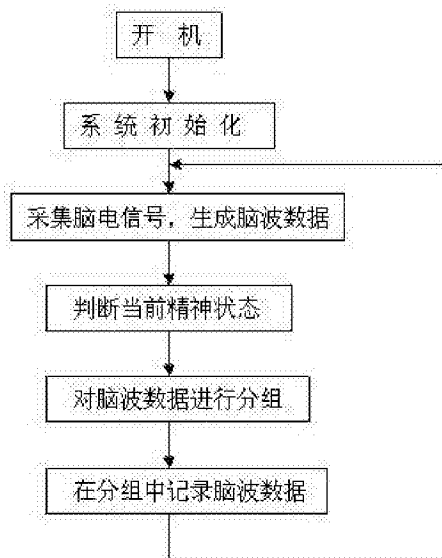 开机
系统初始化
采集脑电信号，生成脑波数据
判断当前精神状态
对脑波数据进行分组
在分组中记录脑波数据